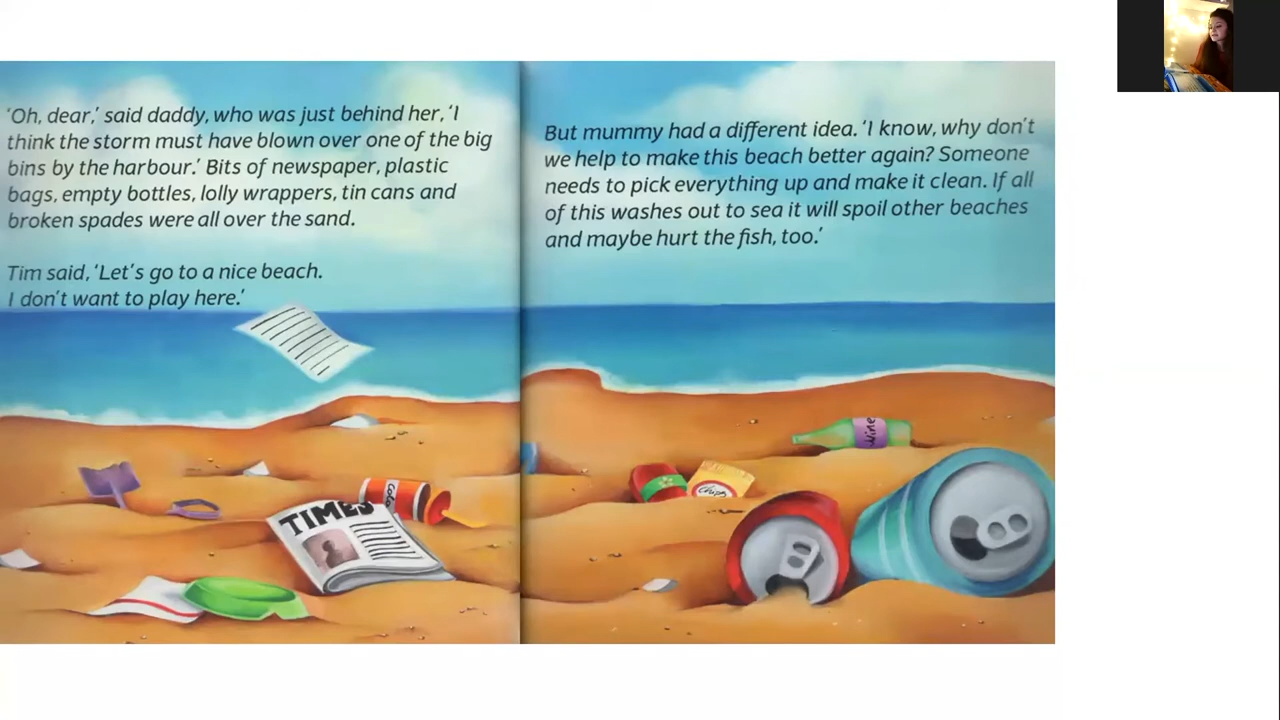 ‘Oh, dear,’ said daddy, who was just behind her, ‘I
think the storm must have blown over one of the big
bins by the harbour.’ Bits of newspaper, plastic
bags, empty bottles, lolly wrappers, tin cans and
broken spades were all over the sand.
Tim said, ‘Let’s go to a nice beach.
I don’t want to play here.’
But mummy had a different idea. ‘I know, why don’t
we help to make this beach better again? Someone
needs to pick everything up and make it clean. If all
of this washes out to sea it will spoil other beaches
and maybe hurt the fish, too.’
Wine
Chips
Cola
TIMES